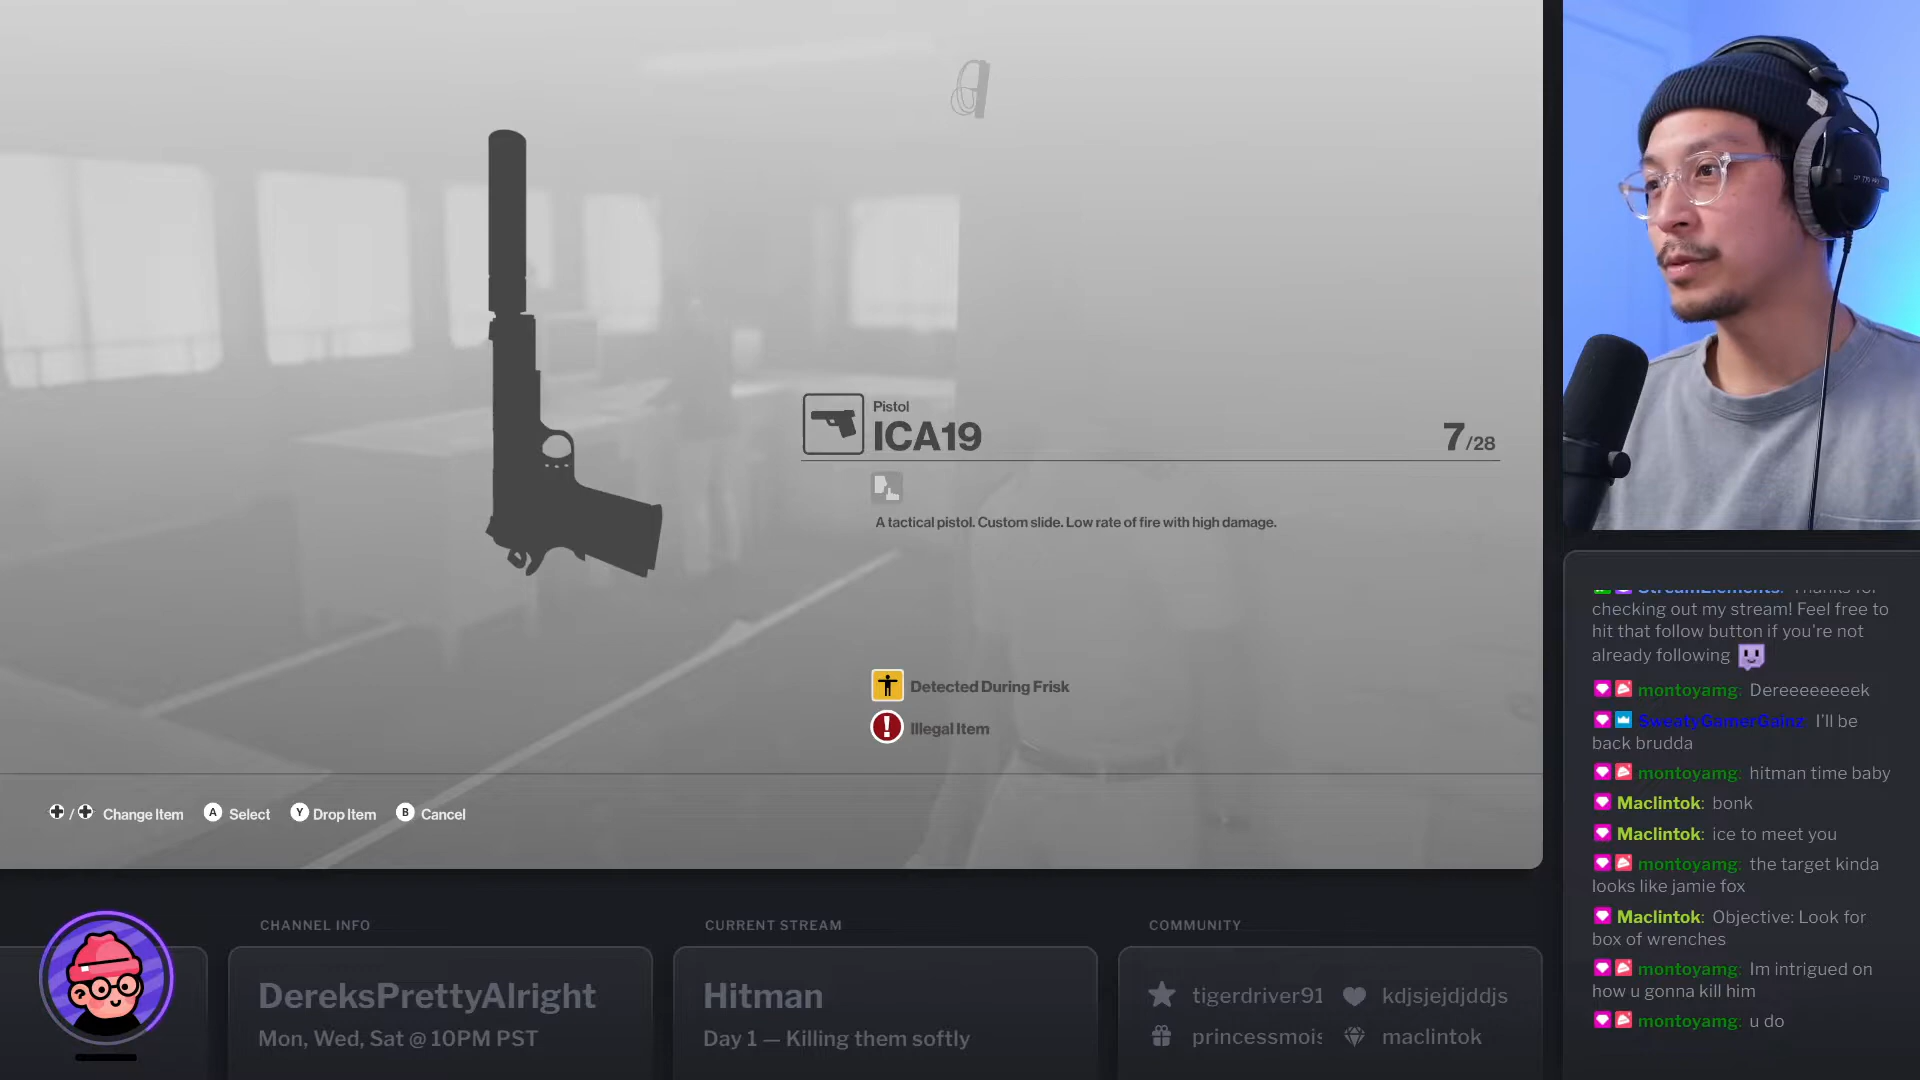 Pistol
ICA19
7/28
A tactical pistol. Custom slide. Low rate of fire with high damage.
Detected During Frisk
Illegal Item
/ Change Item A Select Y Drop Item B Cancel
StreamElements: Thanks for
checking out my stream! Feel free to
hit that follow button if you're not
already following
montoyamg: Dereeeeeeeek
SweatyGamerGainz: I'll be
back brudda
montoyamg: hitman time baby
Maclintok: bonk
Maclintok: ice to meet you
montoyamg: the target kinda
looks like jamie fox
Maclintok: Objective: Look for
box of wrenches
montoyamg: Im intrigued on
how u gonna kill him
montoyamg: u do
CHANNEL INFO
DereksPrettyAlright
Mon, Wed, Sat @ 10PM PST
CURRENT STREAM
Hitman
Day 1 — Killing them softly
COMMUNITY
tigerdriver91 kdjsjejdjddjs
princessmois maclintok